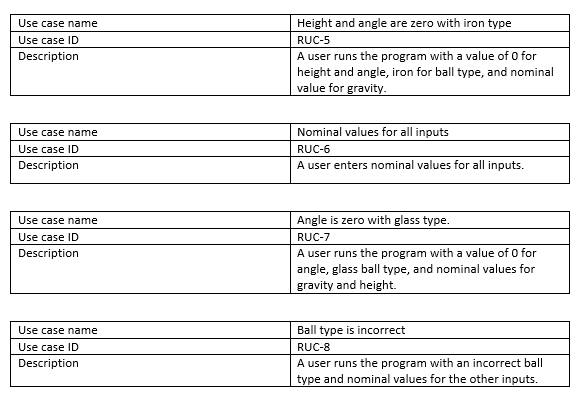 Use case name Height and angle are zero with iron type
Use case ID RUC-5
Description A user runs the program with a value of 0 for
height and angle, iron for ball type, and nominal
value for gravity.
Use case name Nominal values for all inputs
Use case ID RUC-6
Description A user enters nominal values for all inputs.
Use case name Angle is zero with glass type.
Use case ID RUC-7
Description A user runs the program with a value of 0 for
angle, glass ball type, and nominal values for
gravity and height.
Use case name Ball type is incorrect
Use case ID RUC-8
Description A user runs the program with an incorrect ball
type and nominal values for the other inputs.